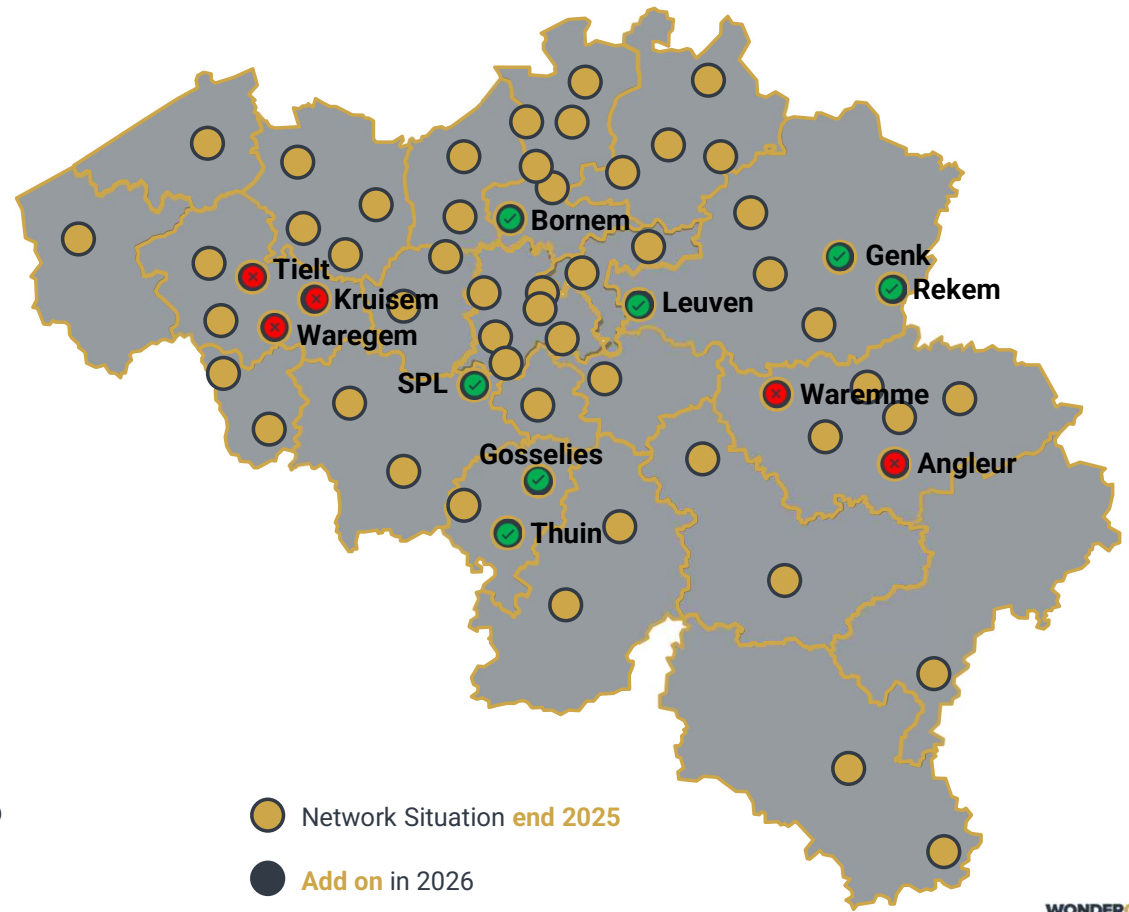 Bornem
Genk
Tielt
Rekem
Kruisem
Leuven
Waregem
SPL
Waremme
Gosselies
Angleur
Thuin
Network Situation end 2025
Add on in 2026